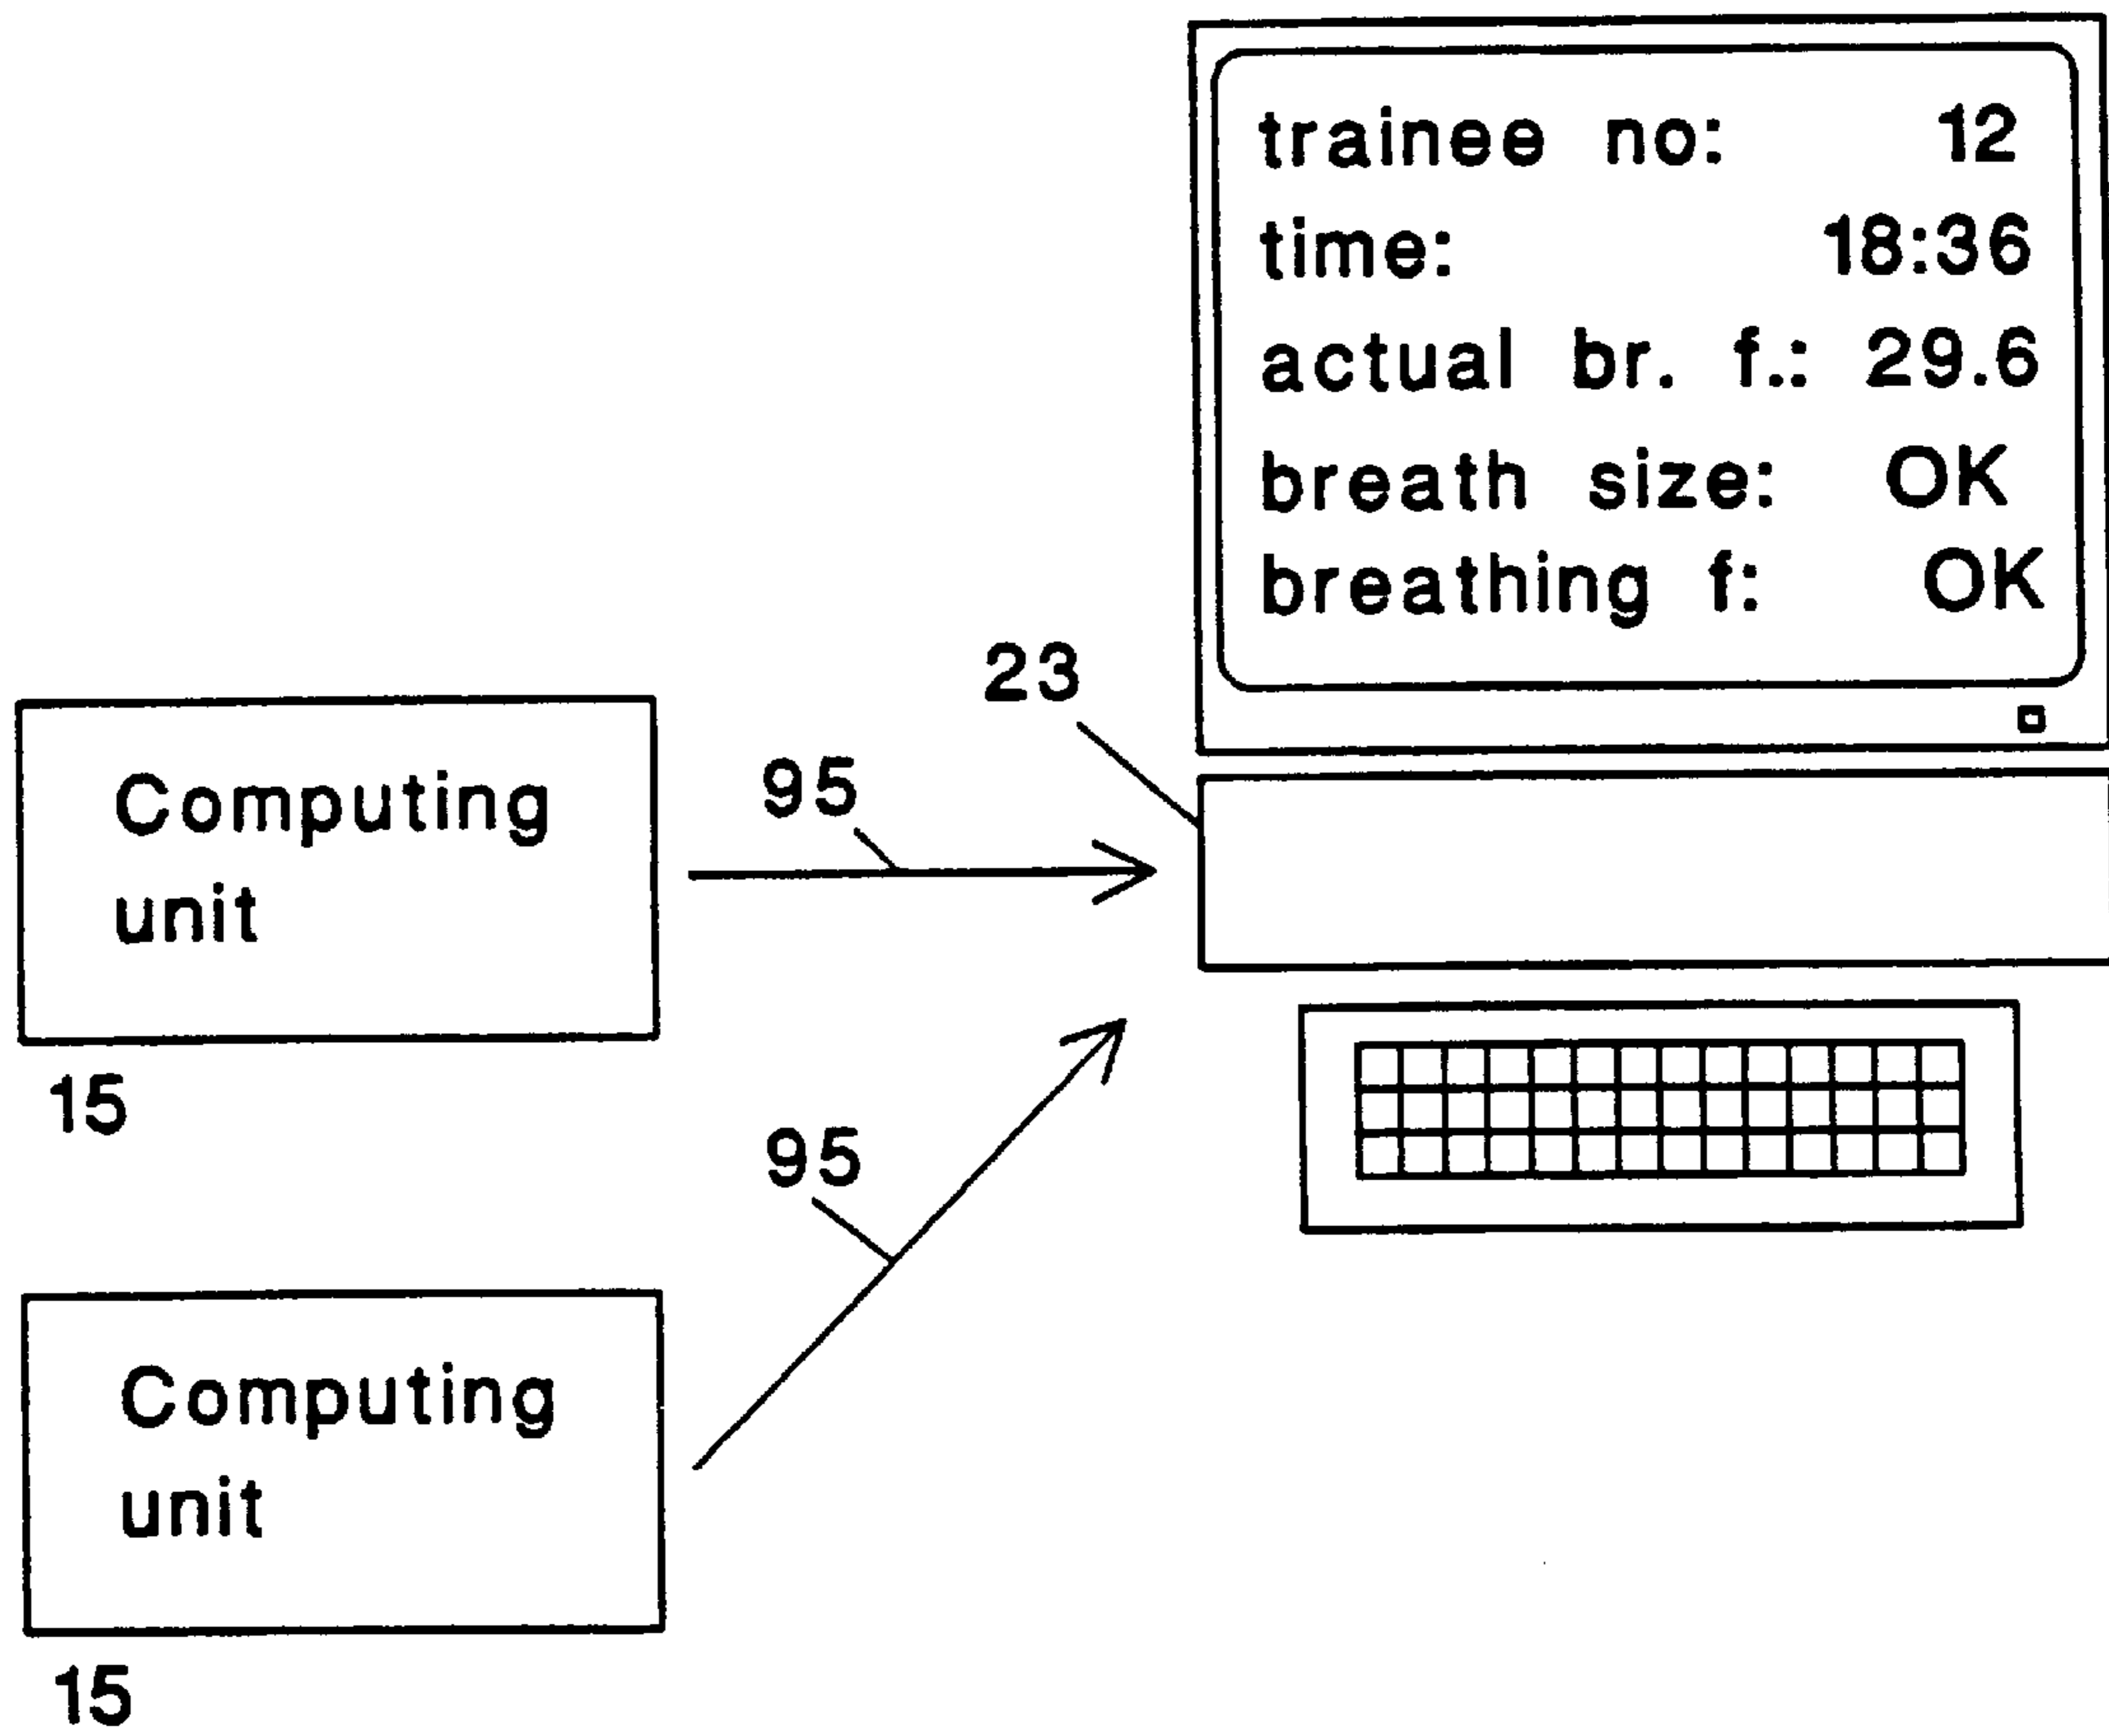 trainee no: 12
time: 18:36
actual br. f.: 29.6
breath size: OK
breathing f: OK
23
95
Computing
unit
15
95
Computing
unit
15